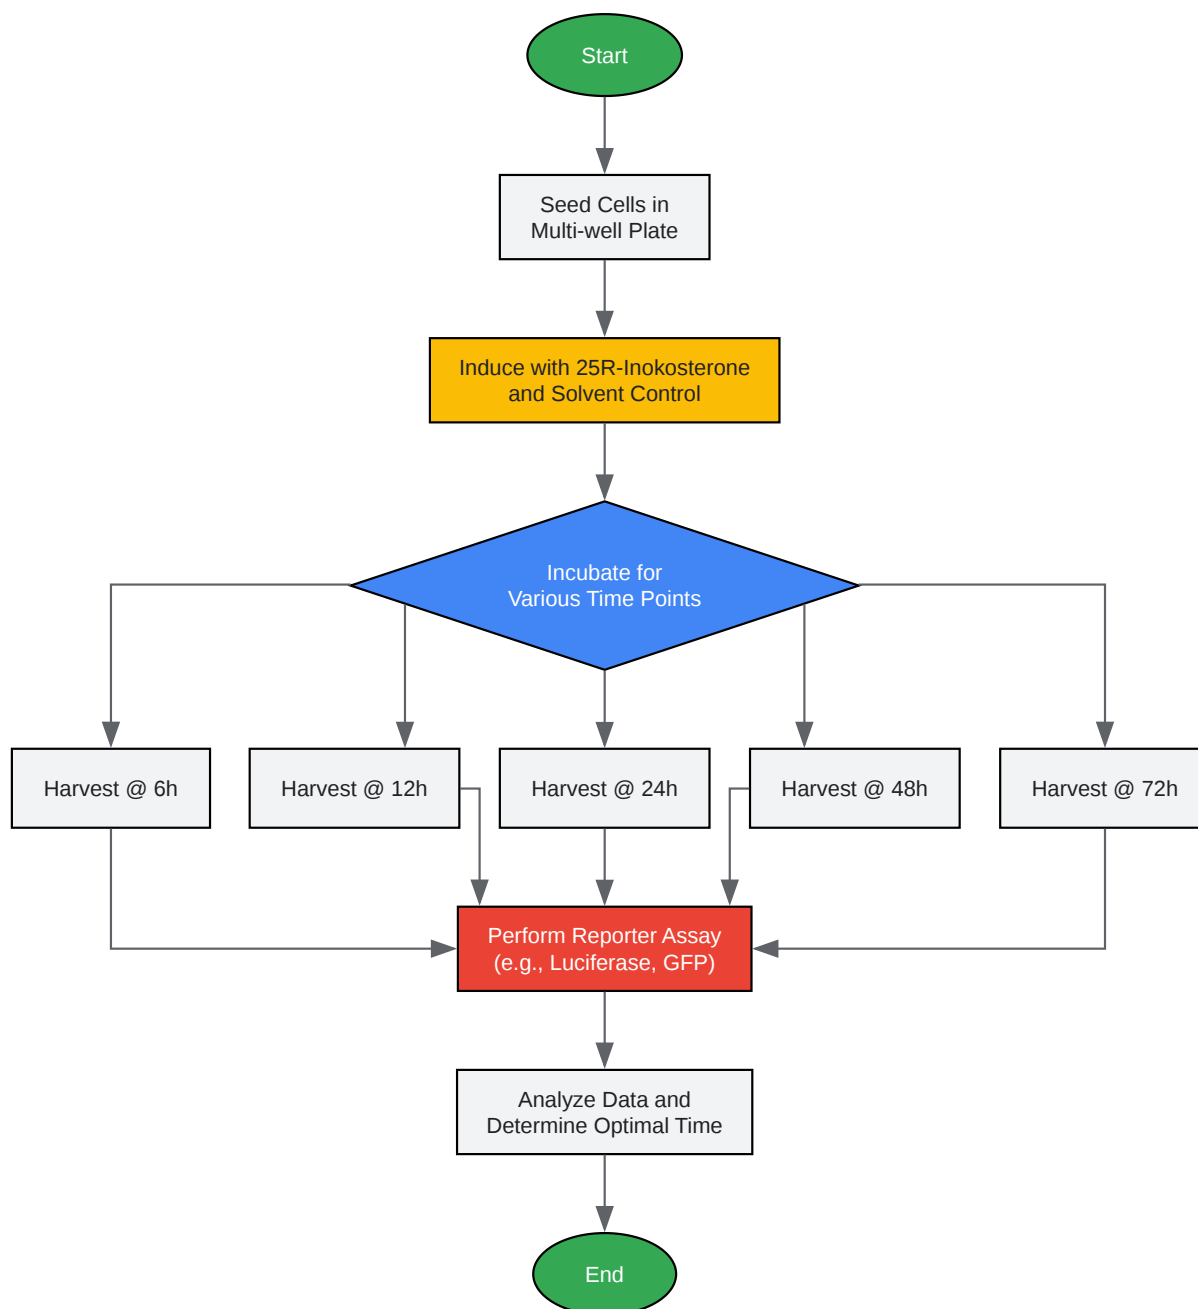 Start
Seed Cells in
Multi-well Plate
Induce with 25R-Inokosterone
and Solvent Control
Incubate for
Various Time Points
Harvest @ 6h
Harvest @ 12h
Harvest @ 24h
Harvest @ 48h
Harvest @ 72h
Perform Reporter Assay
(e.g., Luciferase, GFP)
Analyze Data and
Determine Optimal Time
End